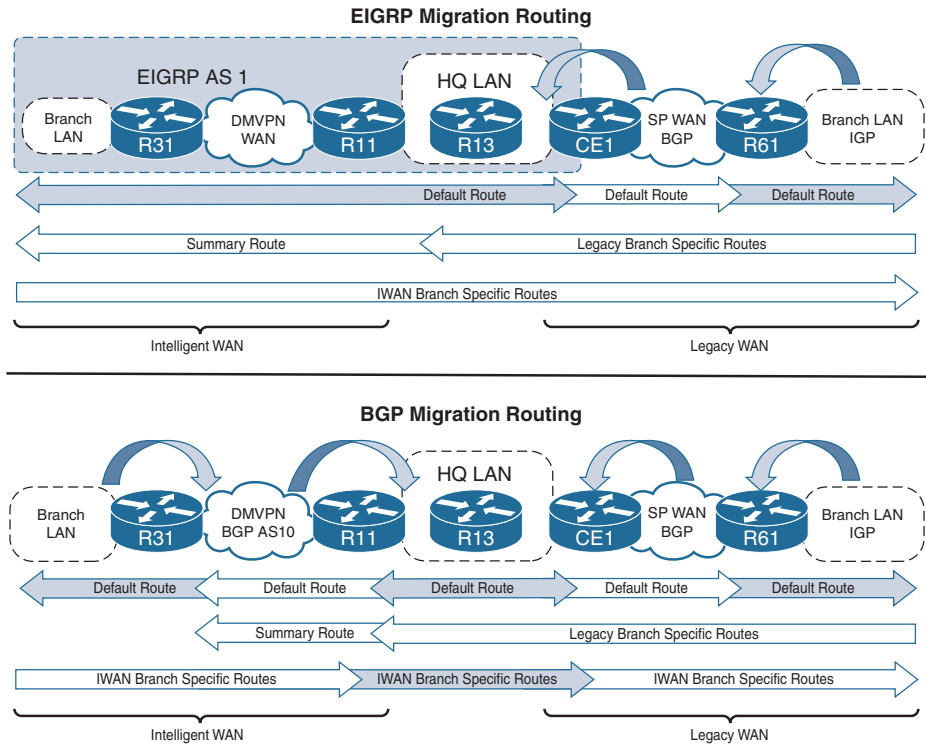 EIGRP Migration Routing
EIGRP AS 1
HQ LAN
Branch
LAN
R31
DMVPN
WAN
R11
R13
CE1
SP WAN
BGP
R61
Branch LAN
IGP
Default Route
Default Route
Default Route
Summary Route
Legacy Branch Specific Routes
IWAN Branch Specific Routes
Intelligent WAN
Legacy WAN
BGP Migration Routing
HQ LAN
Branch
LAN
R31
DMVPN
BGP AS10
R11
R13
CE1
SP WAN
BGP
R61
Branch LAN
IGP
Default Route
Default Route
Default Route
Default Route
Default Route
Summary Route
Legacy Branch Specific Routes
IWAN Branch Specific Routes
IWAN Branch Specific Routes
IWAN Branch Specific Routes
Intelligent WAN
Legacy WAN